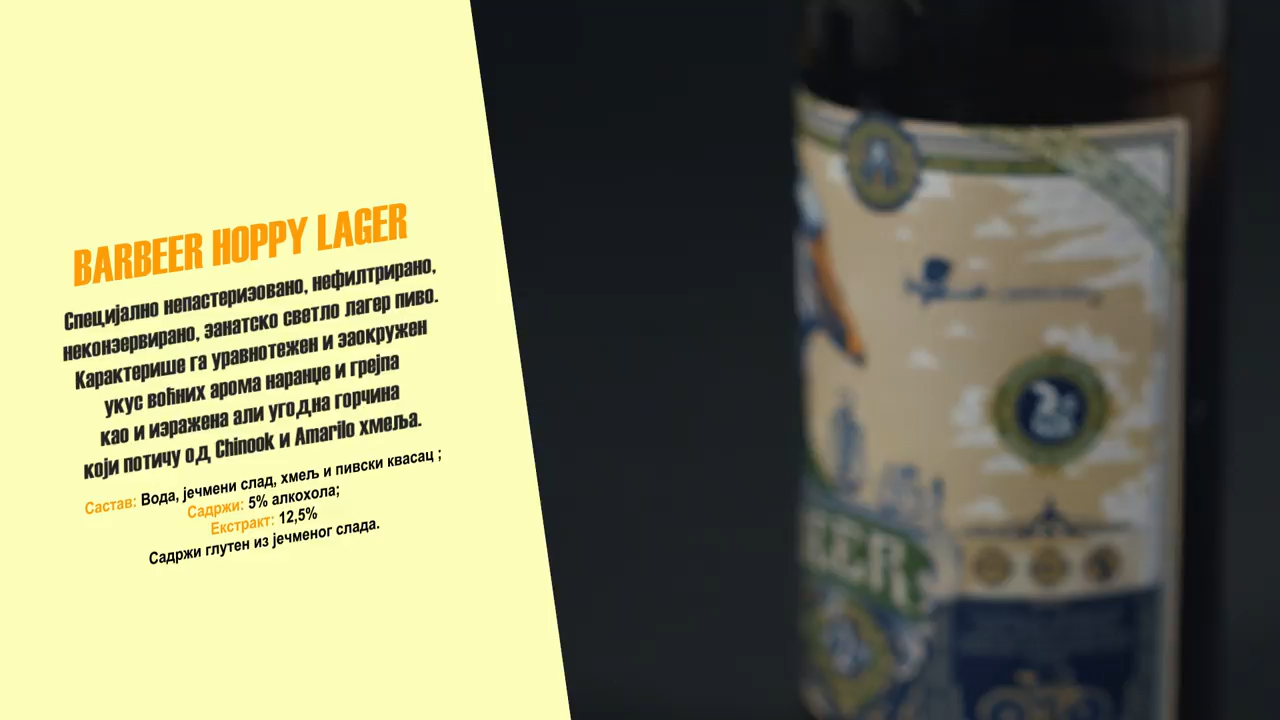 BARBEER HOPPY LAGER
Специјално непастеризовано, нефилтрирано,
неконзервирано, занатско светло лагер пиво.
Карактерише га уравнотежен и заокружен
укус воћних арома наранџе и грејпа
као и изражена али угодна горчина
који потичу од Chinook и Amarilo хмеља.
Састав: Вода, јечмени слад, хмељ и пивски квасац ;
Садржи: 5% алкохола;
Екстракт: 12,5%
Садржи глутен из јечменог слада.
EER